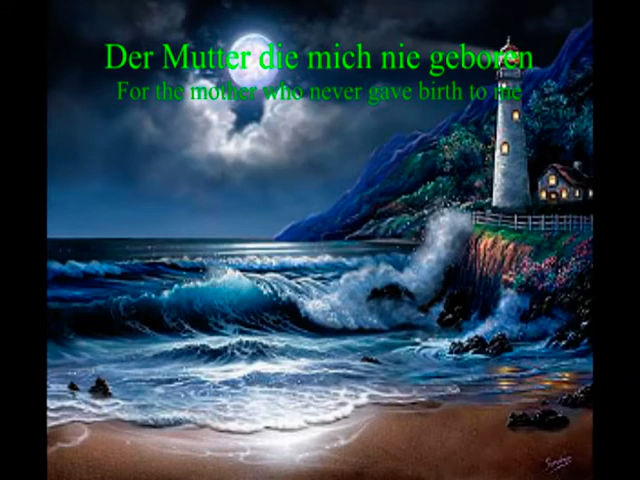 Der Mutter die mich nie geboren
For the mother who never gave birth to me